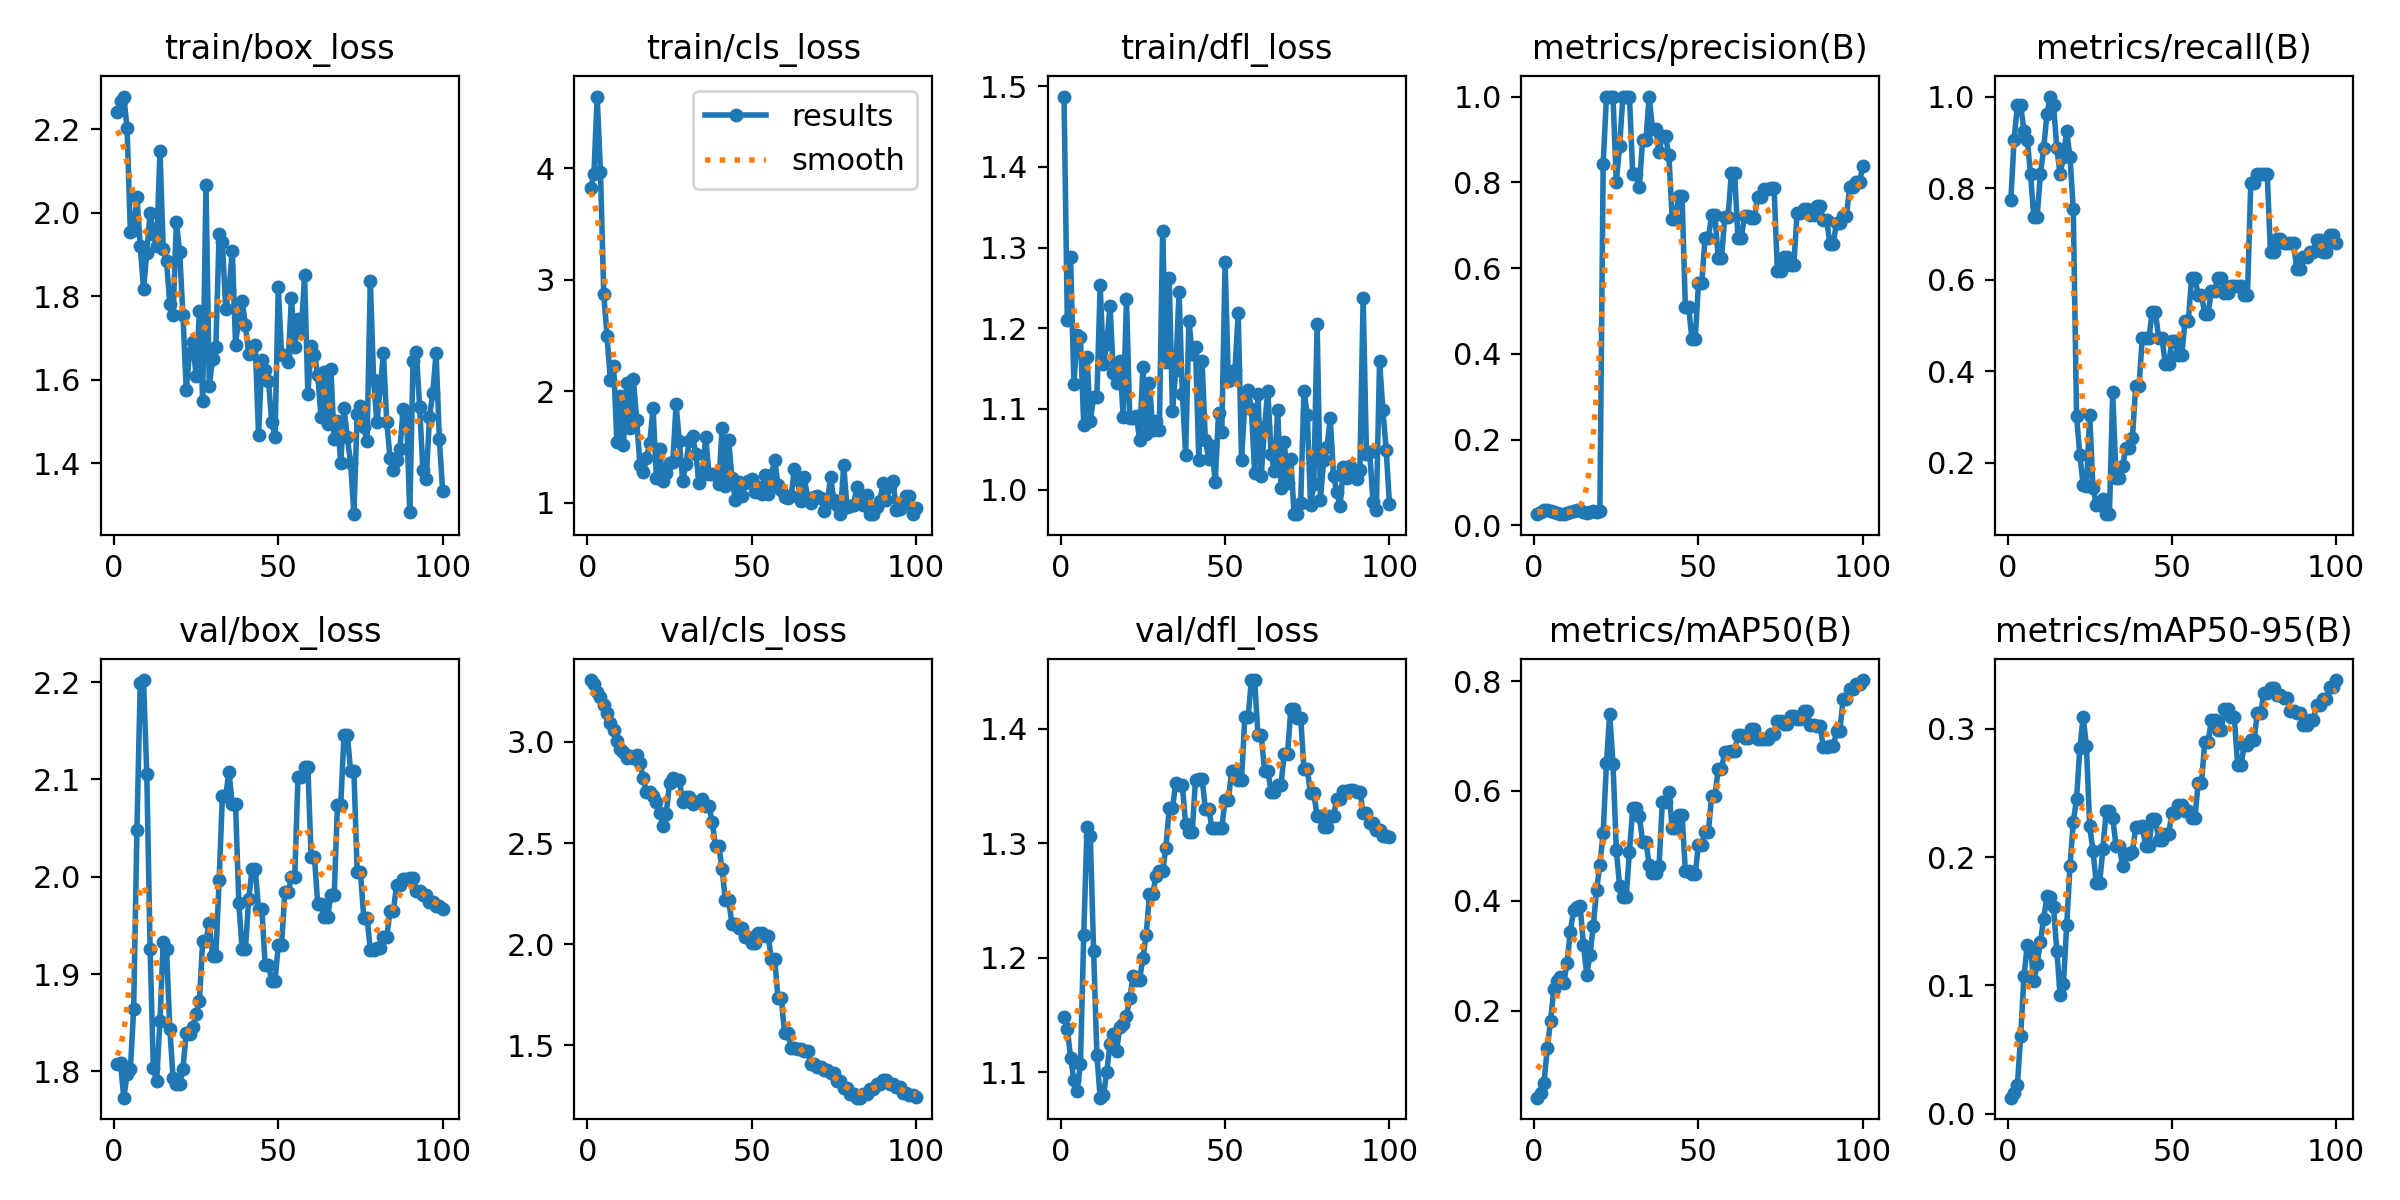 train/box_loss
2.2
2.0
1.8
1.6
1.4
0 50 100
train/cls_loss
results
smooth
4
3
2
1
0 50 100
train/dfl_loss
1.5
1.4
1.3
1.2
1.1
1.0
0 50 100
metrics/precision(B)
1.0
0.8
0.6
0.4
0.2
0.0
0 50 100
metrics/recall(B)
1.0
0.8
0.6
0.4
0.2
0 50 100
val/box_loss
2.2
2.1
2.0
1.9
1.8
0 50 100
val/cls_loss
3.0
2.5
2.0
1.5
0 50 100
val/dfl_loss
1.4
1.3
1.2
1.1
0 50 100
metrics/mAP50(B)
0.8
0.6
0.4
0.2
0 50 100
metrics/mAP50-95(B)
0.3
0.2
0.1
0.0
0 50 100